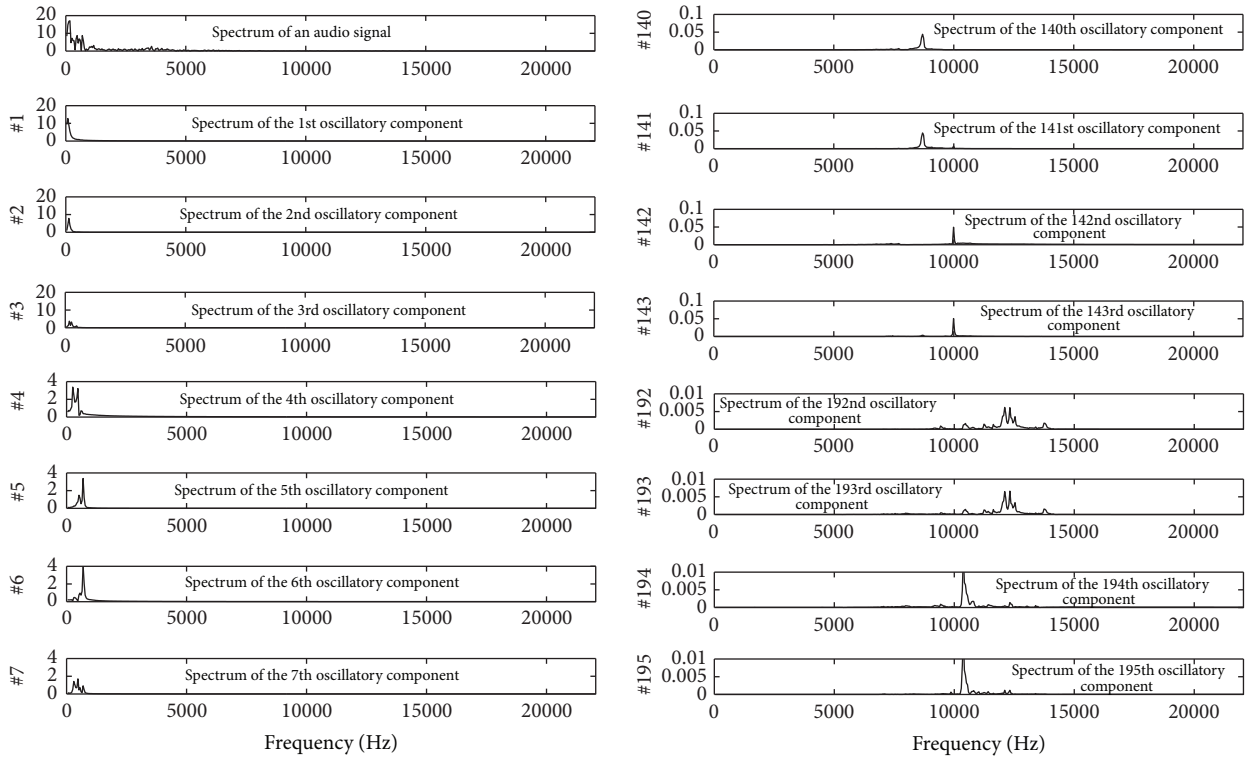 20
10
0
Spectrum of an audio signal
0 5000 10000 15000 20000
#1
20
10
0
Spectrum of the 1st oscillatory component
0 5000 10000 15000 20000
#2
20
10
0
Spectrum of the 2nd oscillatory component
0 5000 10000 15000 20000
#3
20
10
0
Spectrum of the 3rd oscillatory component
0 5000 10000 15000 20000
#4
4
2
0
Spectrum of the 4th oscillatory component
0 5000 10000 15000 20000
#5
4
2
0
Spectrum of the 5th oscillatory component
0 5000 10000 15000 20000
#6
4
2
0
Spectrum of the 6th oscillatory component
0 5000 10000 15000 20000
#7
4
2
0
Spectrum of the 7th oscillatory component
0 5000 10000 15000 20000
Frequency (Hz)
#140
0.1
0.05
0
Spectrum of the 140th oscillatory component
0 5000 10000 15000 20000
#141
0.1
0.05
0
Spectrum of the 141st oscillatory component
0 5000 10000 15000 20000
#142
0.1
0.05
0
Spectrum of the 142nd oscillatory
component
0 5000 10000 15000 20000
#143
0.1
0.05
0
Spectrum of the 143rd oscillatory
component
0 5000 10000 15000 20000
#192
0.01
0.005
0
Spectrum of the 192nd oscillatory
component
0 5000 10000 15000 20000
#193
0.01
0.005
0
Spectrum of the 193rd oscillatory
component
0 5000 10000 15000 20000
#194
0.01
0.005
0
Spectrum of the 194th oscillatory
component
0 5000 10000 15000 20000
#195
0.01
0.005
0
Spectrum of the 195th oscillatory
component
0 5000 10000 15000 20000
Frequency (Hz)